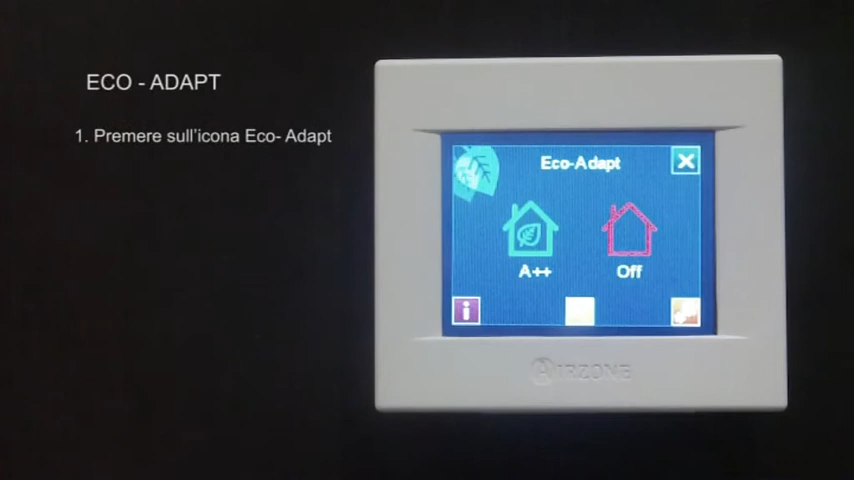 ECO - ADAPT
1. Premere sull'icona Eco- Adapt
Eco-Adapt
A++
Off
i
AIRZONE